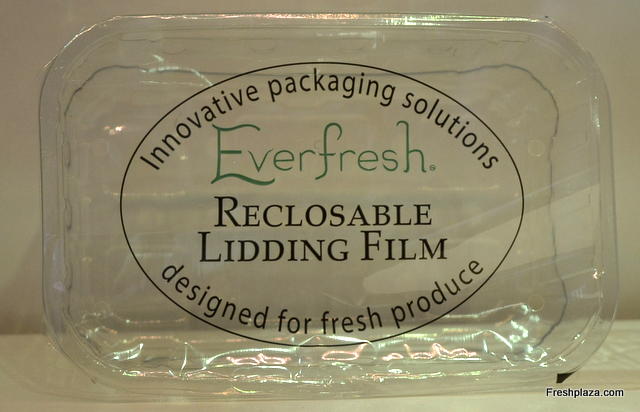 Innovative packaging solutions
Everfresh®
RECLOSABLE
LIDDING FILM
designed for fresh produce
Freshplaza.com